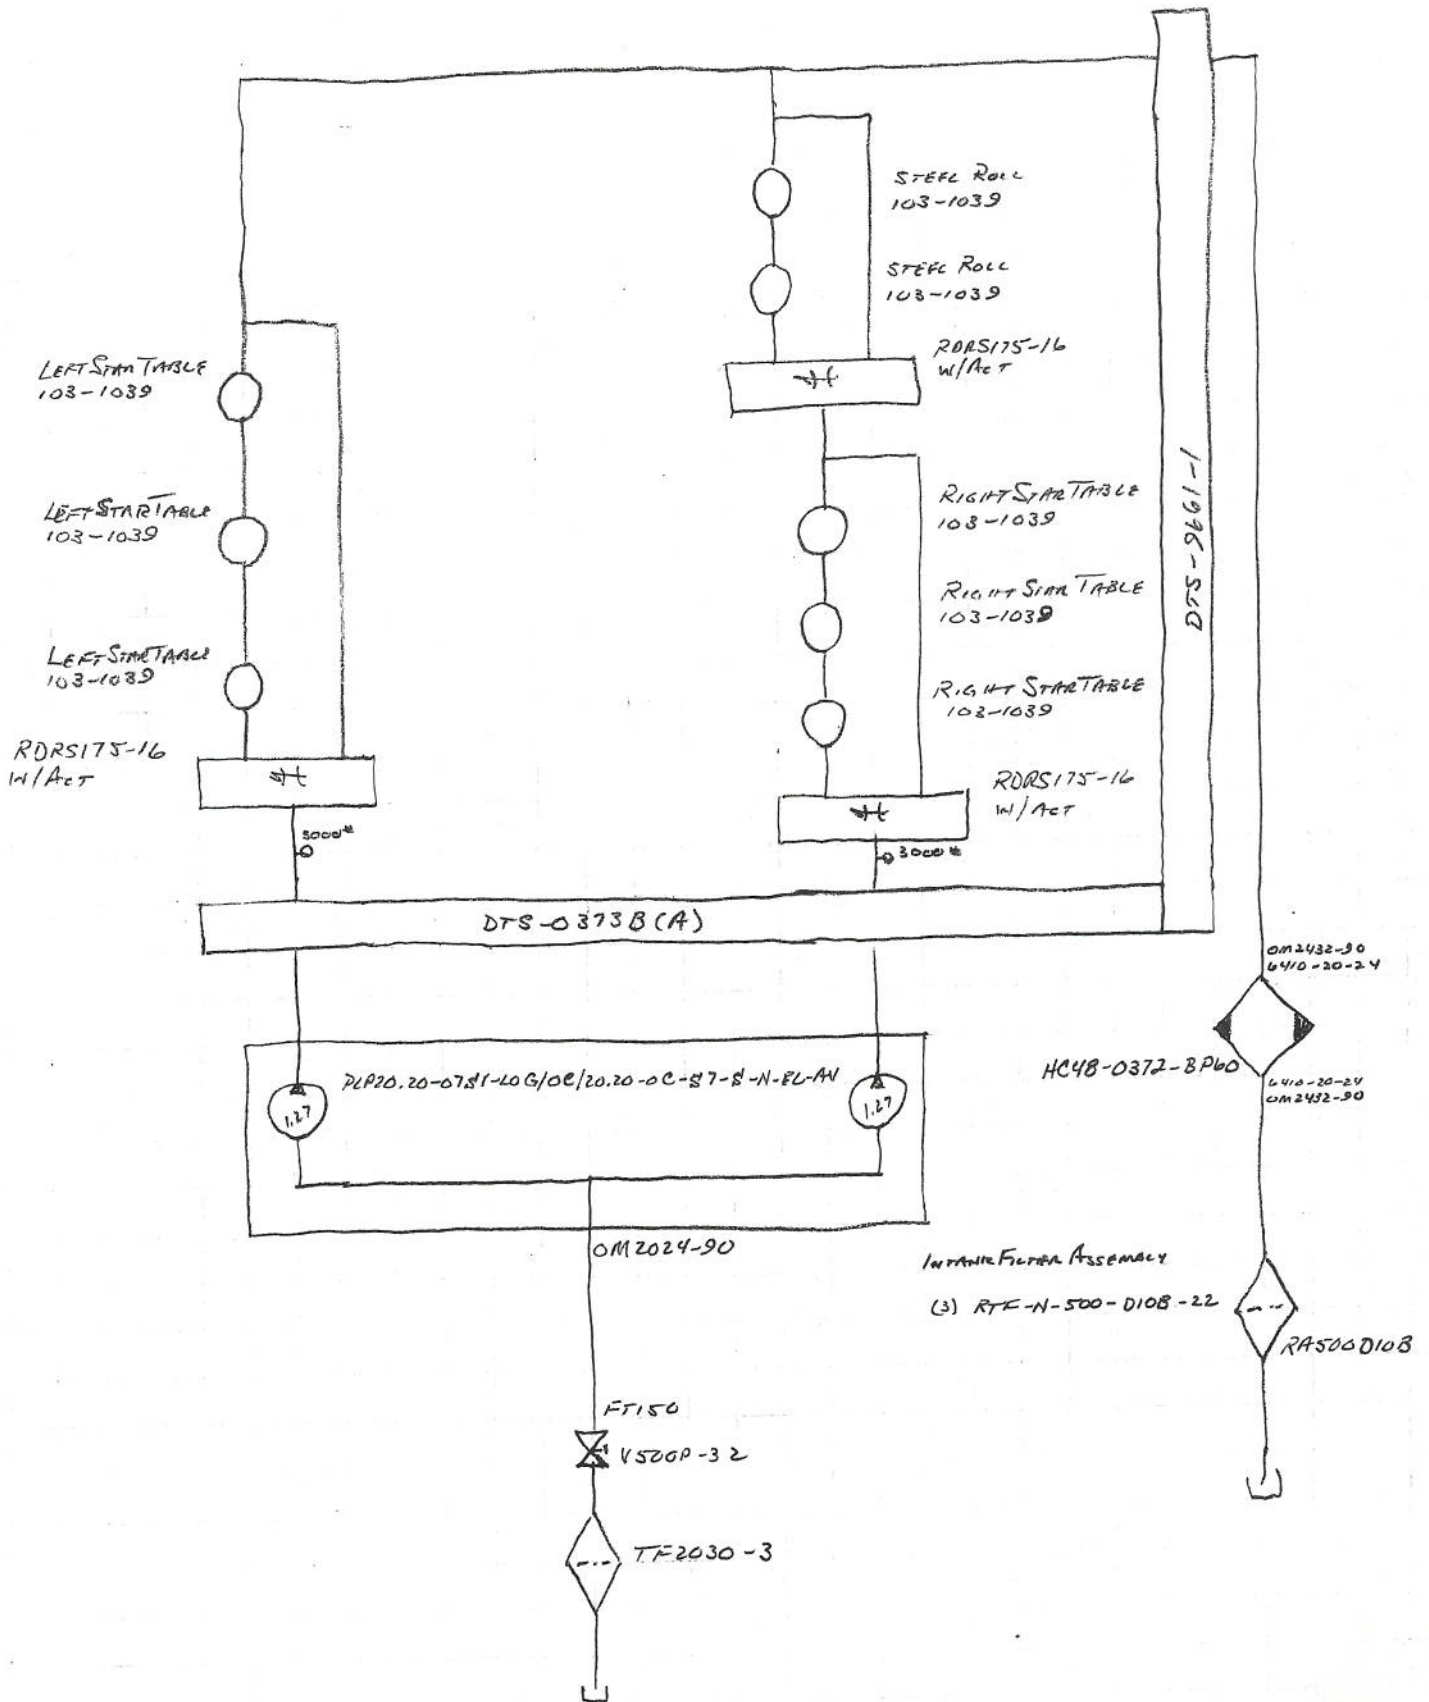 STEEL ROLL
103-1039
STEEL ROLL
103-1039
RDRS175-16
W/ACT
LEFT STAR TABLE
103-1039
LEFT STAR TABLE
103-1039
LEFT STAR TABLE
103-1039
RDRS175-16
W/ACT
3000#
RIGHT STAR TABLE
103-1039
RIGHT STAR TABLE
103-1039
RIGHT STAR TABLE
103-1039
RDRS175-16
W/ACT
3000#
DTS-1996-1
DTS-0373B(A)
OM2432-90
6410-20-24
HC48-0372-BP60
6410-20-24
OM2432-90
1.27
1.27
OM2024-90
INTANK FILTER ASSEMBLY
(3) RTF-N-500-D10B-22
RA500D10B
FT150
V500P-32
TF2030-3